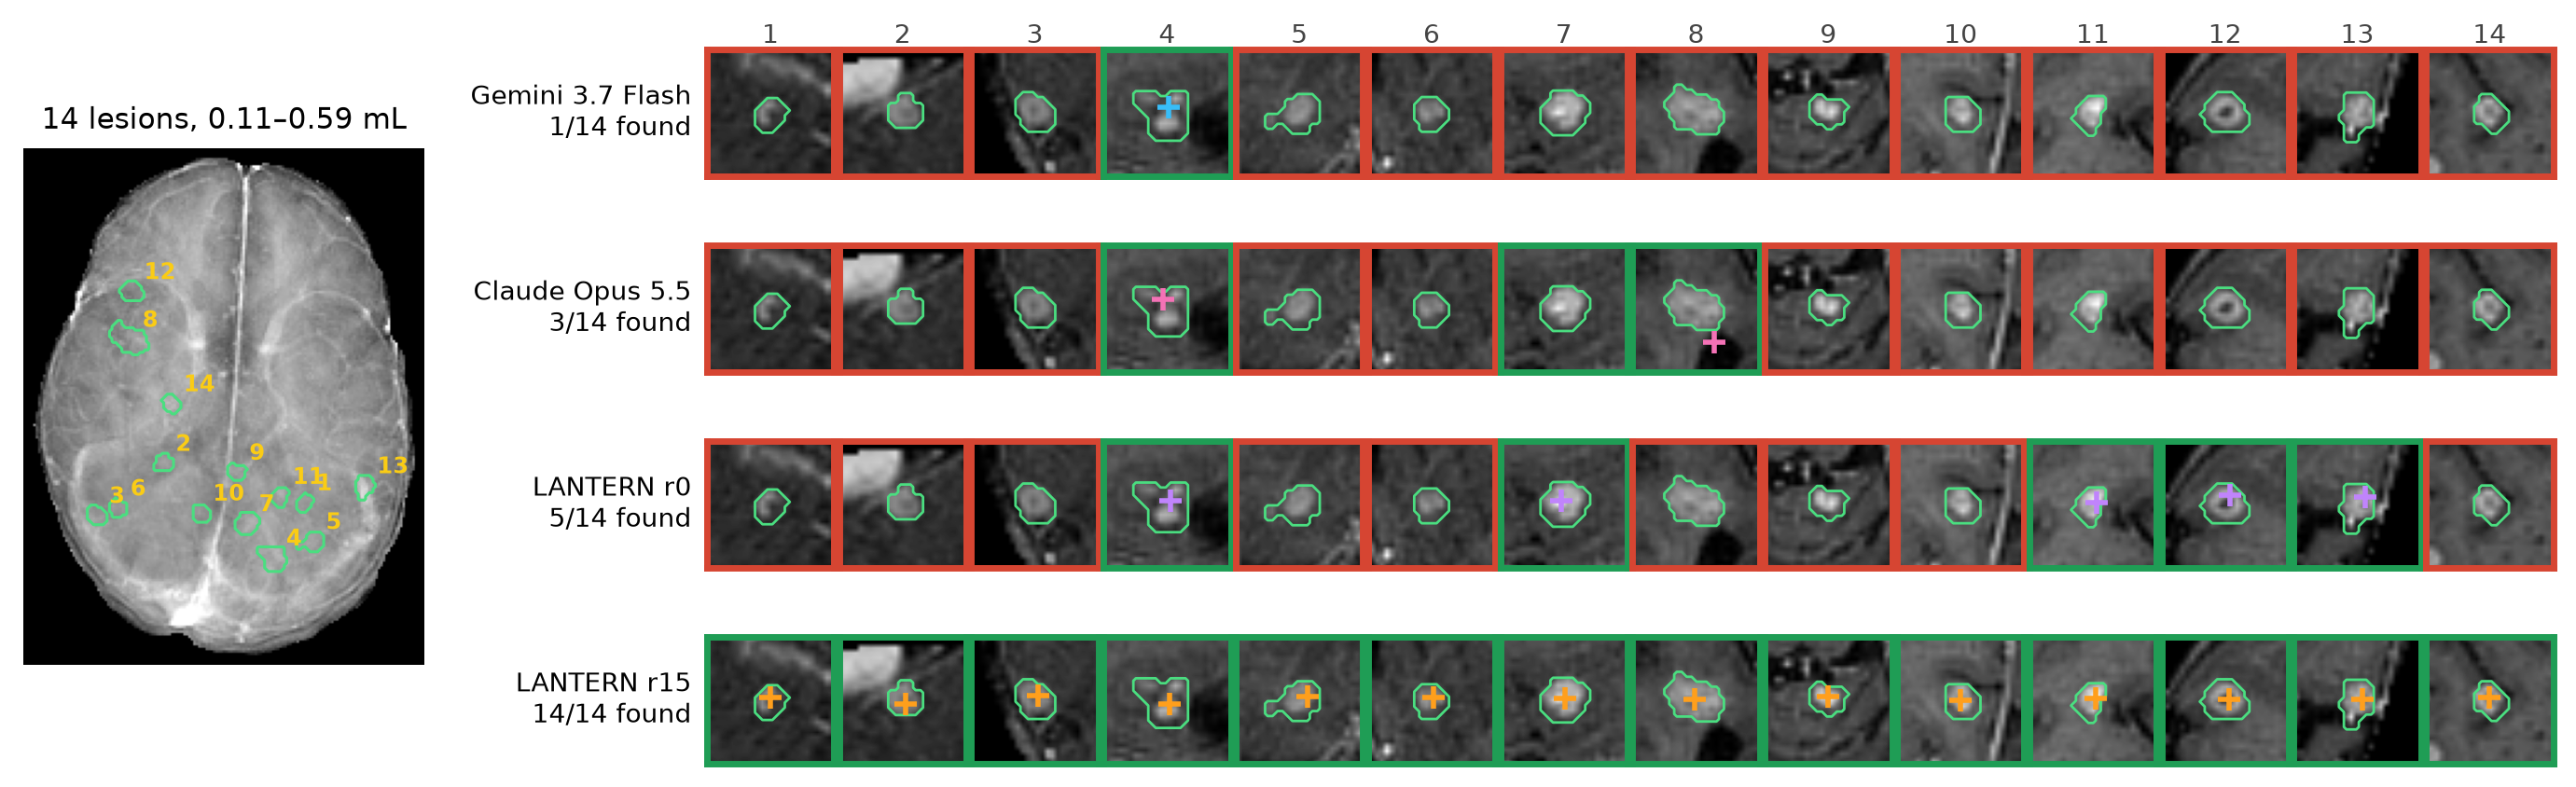 1 2 3 4 5 6 7 8 9 10 11 12 13 14
14 lesions, 0.11–0.59 mL
12
8
14
2
9
13
11
1
3
6
10
7
5
4
Gemini 3.7 Flash
1/14 found
Claude Opus 5.5
3/14 found
LANTERN r0
5/14 found
LANTERN r15
14/14 found